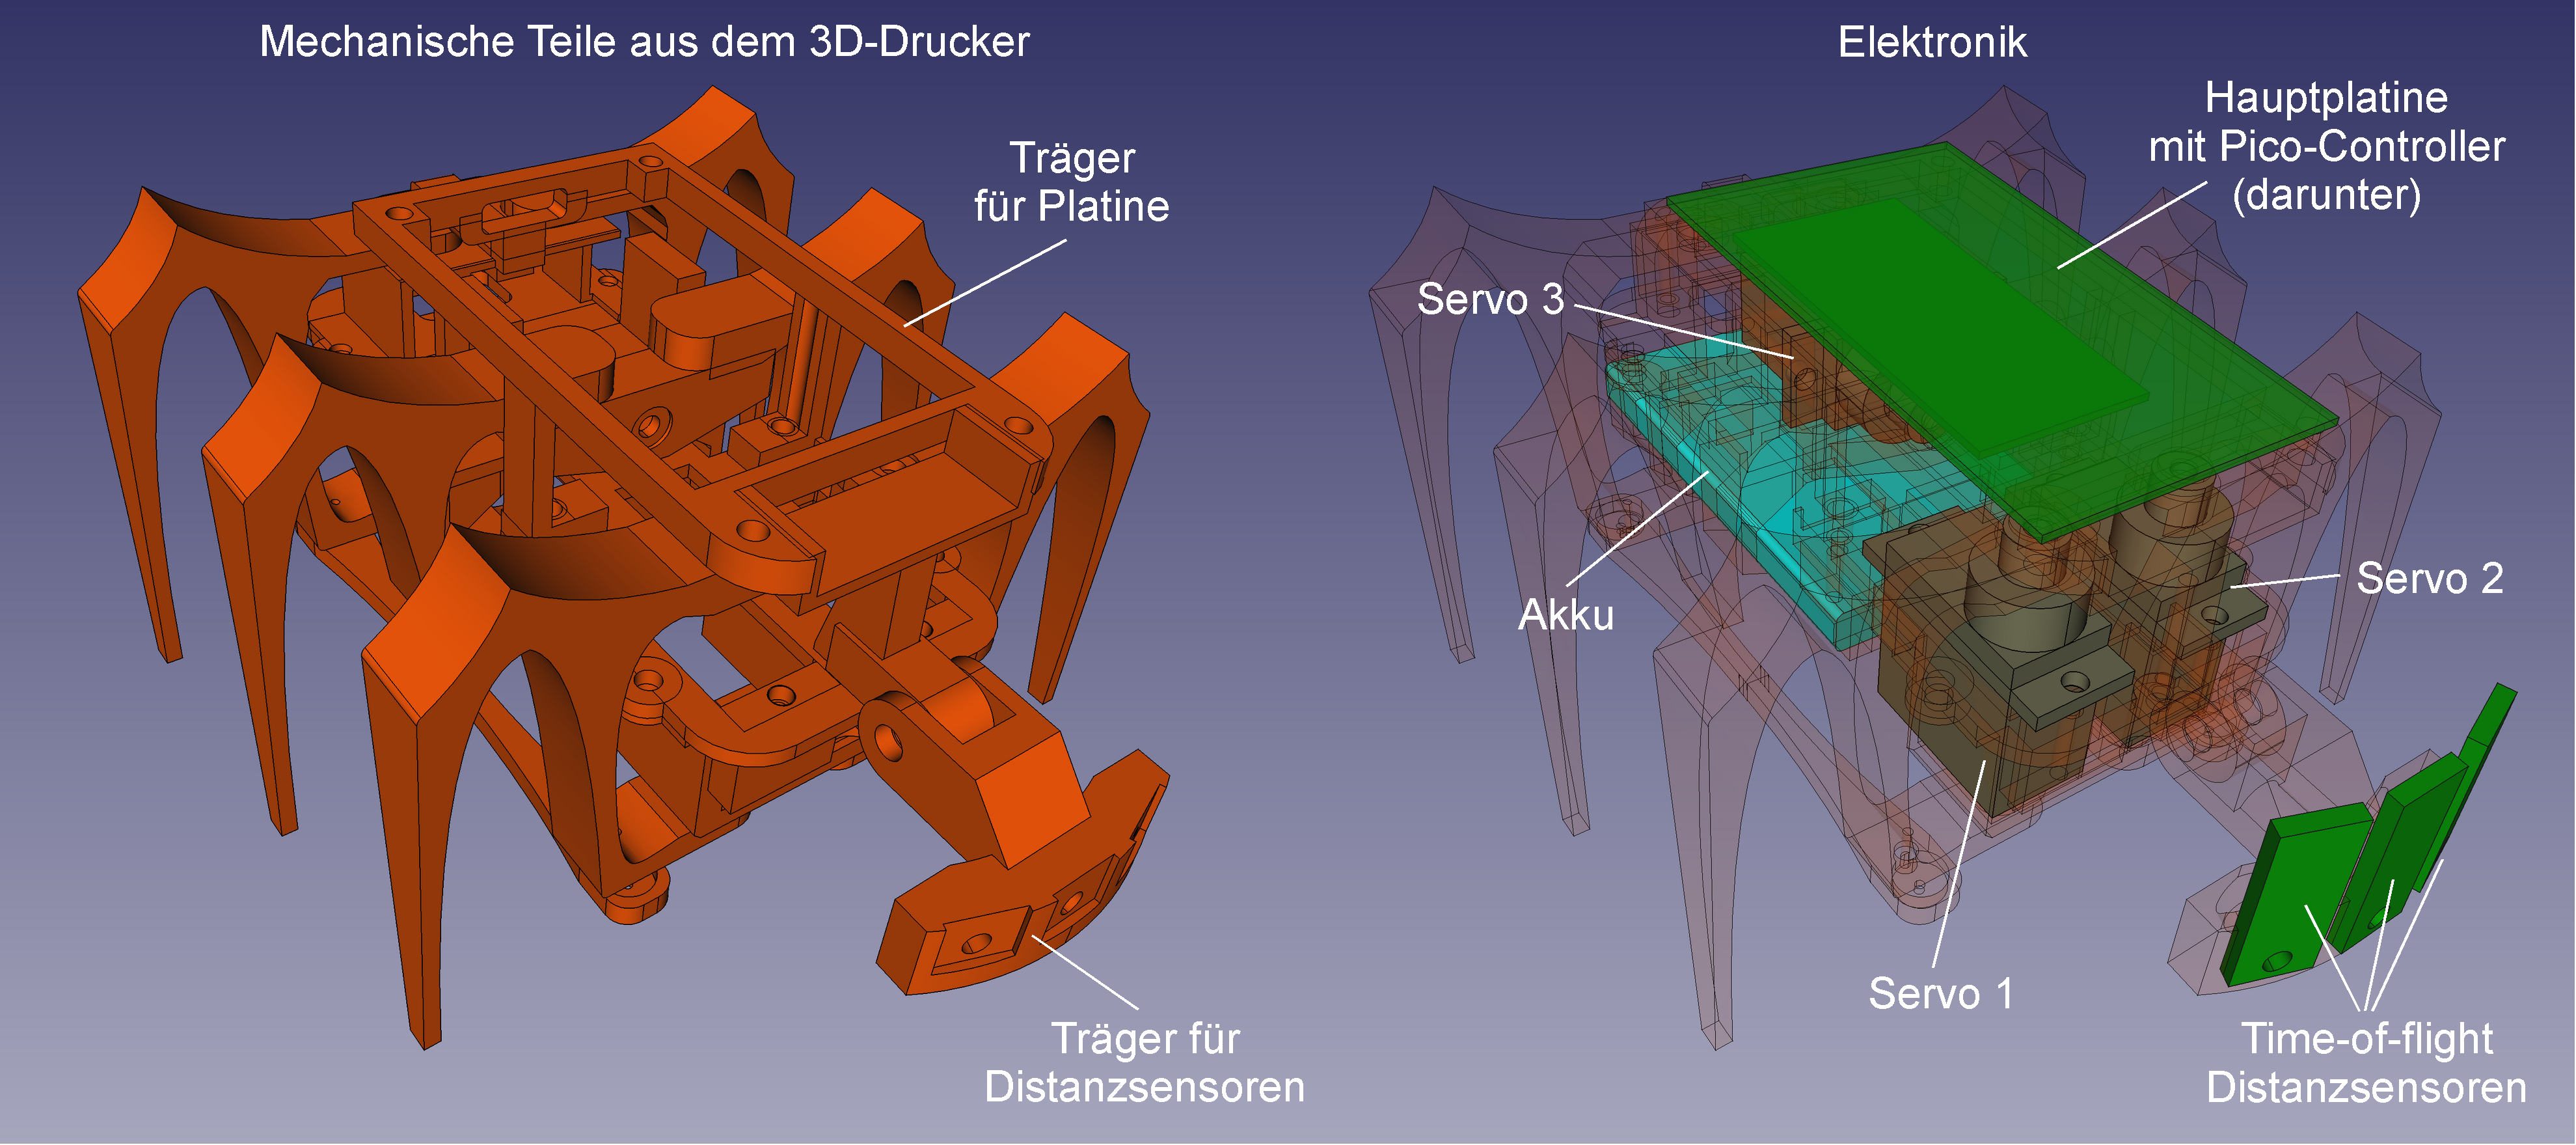 Mechanische Teile aus dem 3D-Drucker
Träger
für Platine
Träger für
Distanzsensoren
Elektronik
Hauptplatine
mit Pico-Controller
(darunter)
Servo 3
Akku
Servo 2
Servo 1
Time-of-flight
Distanzsensoren